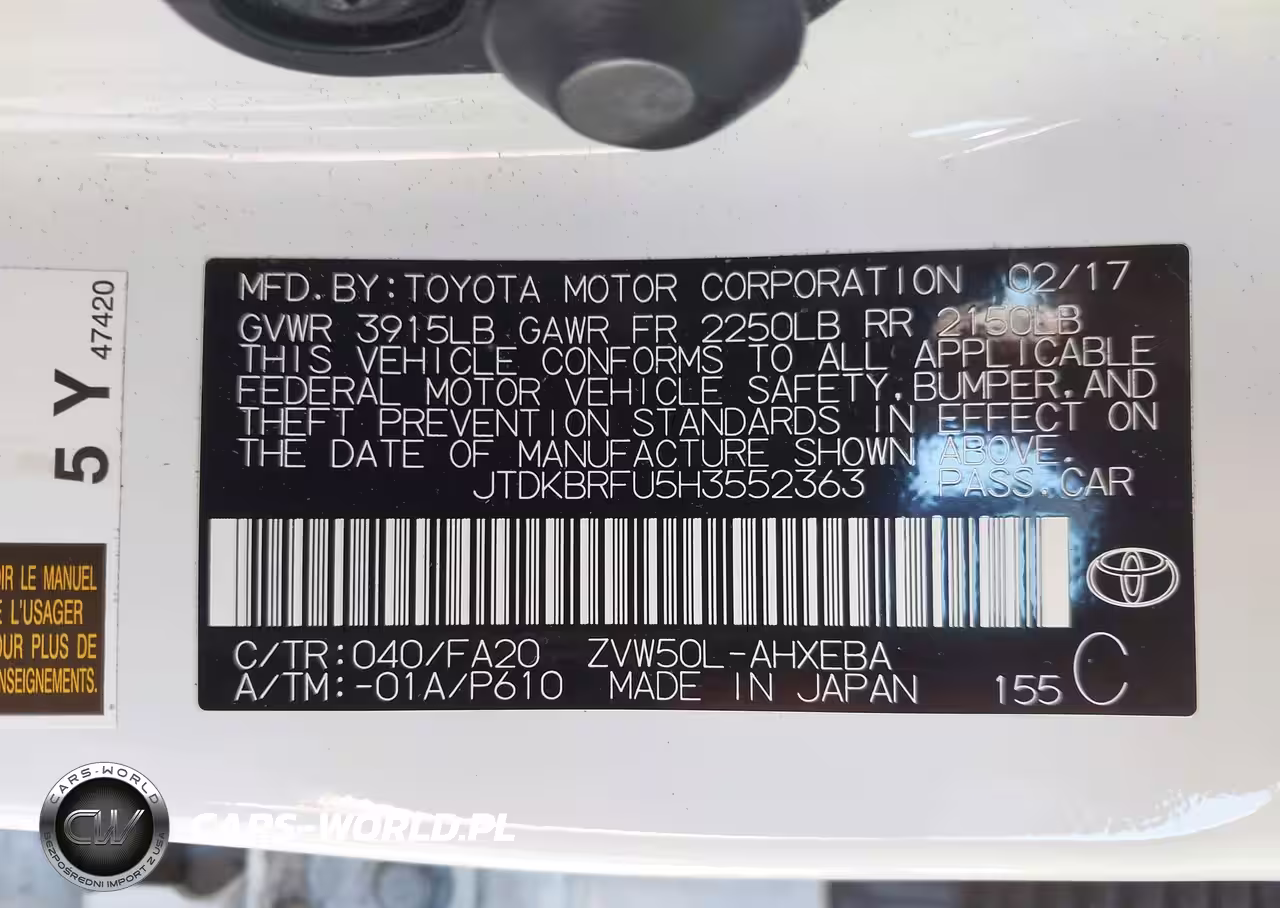 MFD.BY:TOYOTA MOTOR CORPORATION 02/17
GVWR 3915LB GAWR FR 2250LB RR 2150LB
THIS VEHICLE CONFORMS TO ALL APPLICABLE
FEDERAL MOTOR VEHICLE SAFETY,BUMPER,AND
THEFT PREVENTION STANDARDS IN EFFECT ON
THE DATE OF MANUFACTURE SHOWN ABOVE.
JTDKBRFU5H3552363 PASS.CAR
C/TR:040/FA20 ZVW50L-AHXEBA
A/TM:-01A/P610 MADE IN JAPAN 155 C
5 Y 47420
LE MANUEL
L'USAGER
PLUS DE
CARS-WORLD
CW
BEZPOŚREDNI IMPORT Z USA
CARS-WORLD.PL